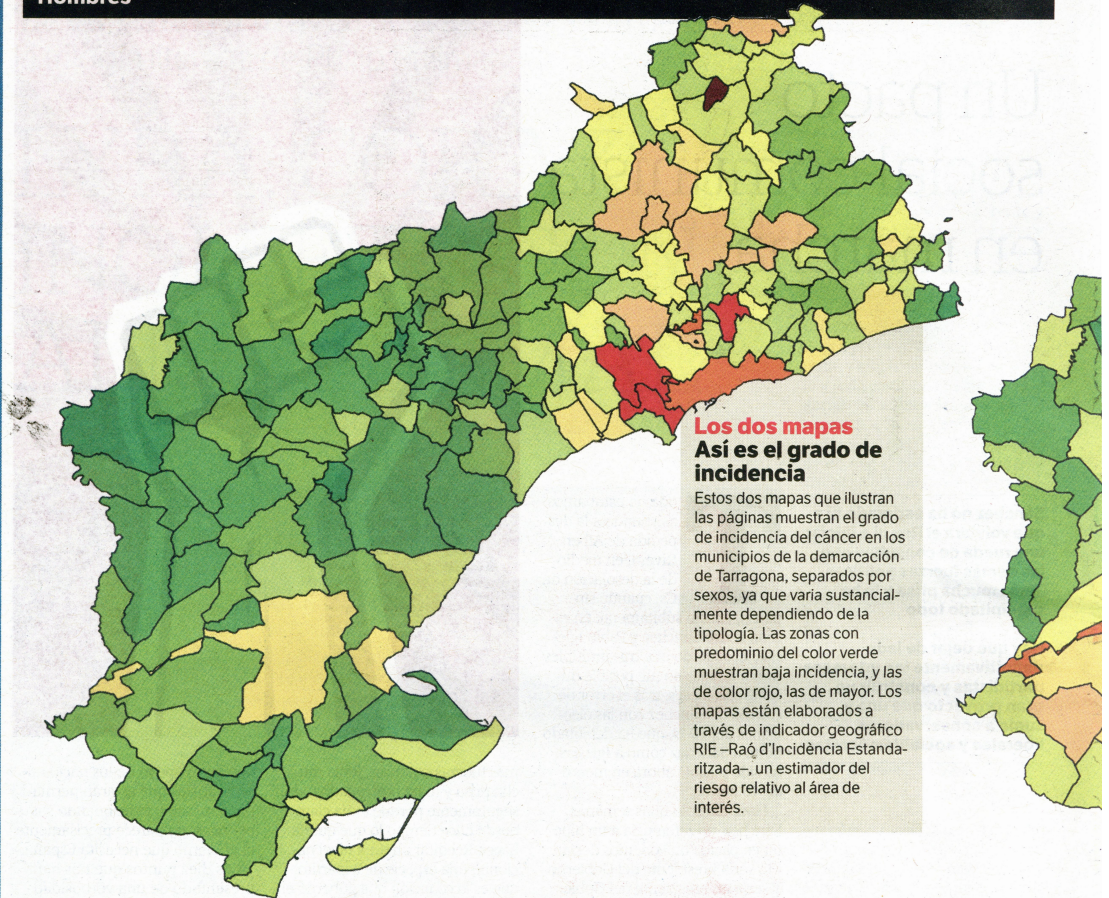 Hombres
Los dos mapas
Así es el grado de
incidencia
Estos dos mapas que ilustran
las páginas muestran el grado
de incidencia del cáncer en los
municipios de la demarcación
de Tarragona, separados por
sexos, ya que varia sustancial-
mente dependiendo de la
tipología. Las zonas con
predominio del color verde
muestran baja incidencia, y las
de color rojo, las de mayor. Los
mapas están elaborados a
través de indicador geográfico
RIE –Raó d'Incidència Estanda-
ritzada–, un estimador del
riesgo relativo al área de
interés.